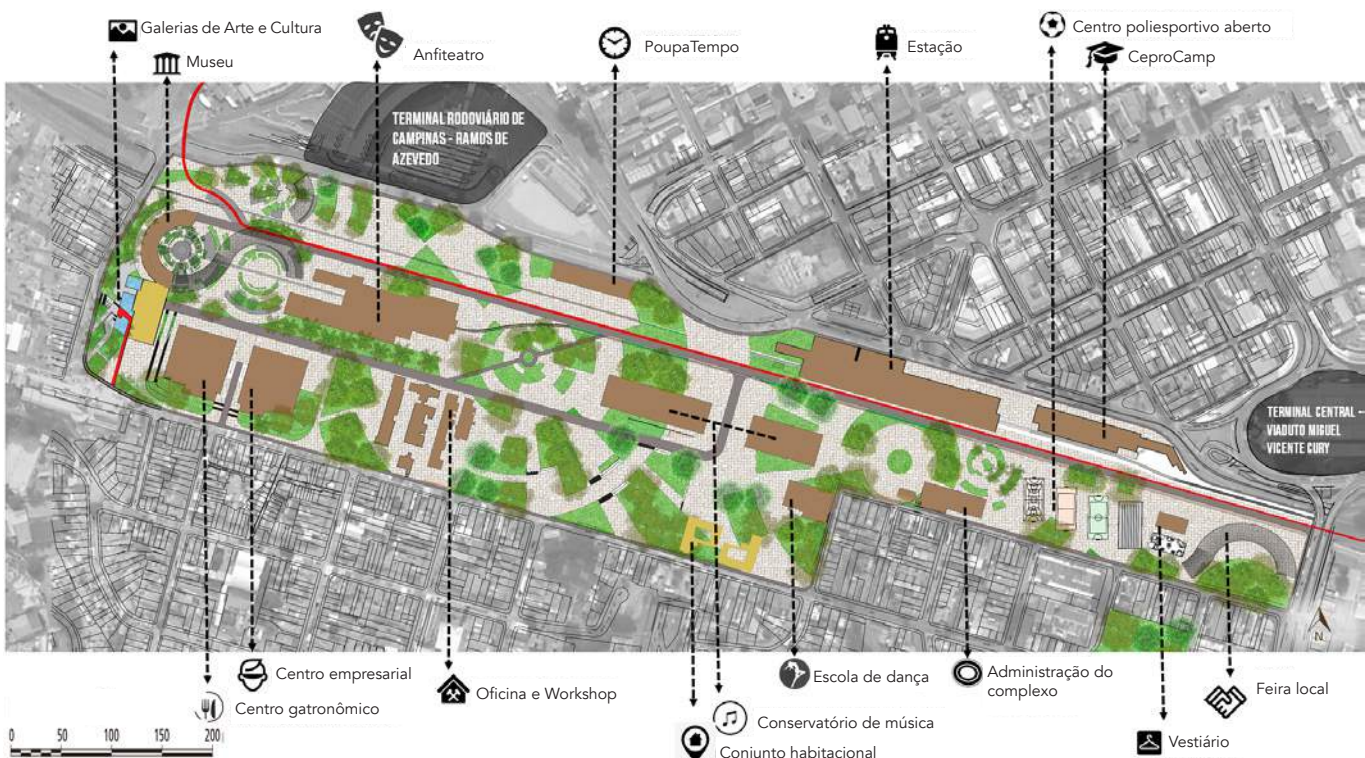 Galerias de Arte e Cultura
Museu
Anfiteatro
PoupaTempo
Estação
Centro poliesportivo aberto
CeproCamp
TERMINAL RODOVIÁRIO DE
CAMPINAS - RAMOS DE
AZEVEDO
TERMINAL CENTRAL -
VIADUTO MIGUEL
VICENTE CURY
N
Centro empresarial
Centro gatronômico
Oficina e Workshop
Conjunto habitacional
Conservatório de música
Escola de dança
Administração do
complexo
Vestiário
Feira local
0 50 100 150 200